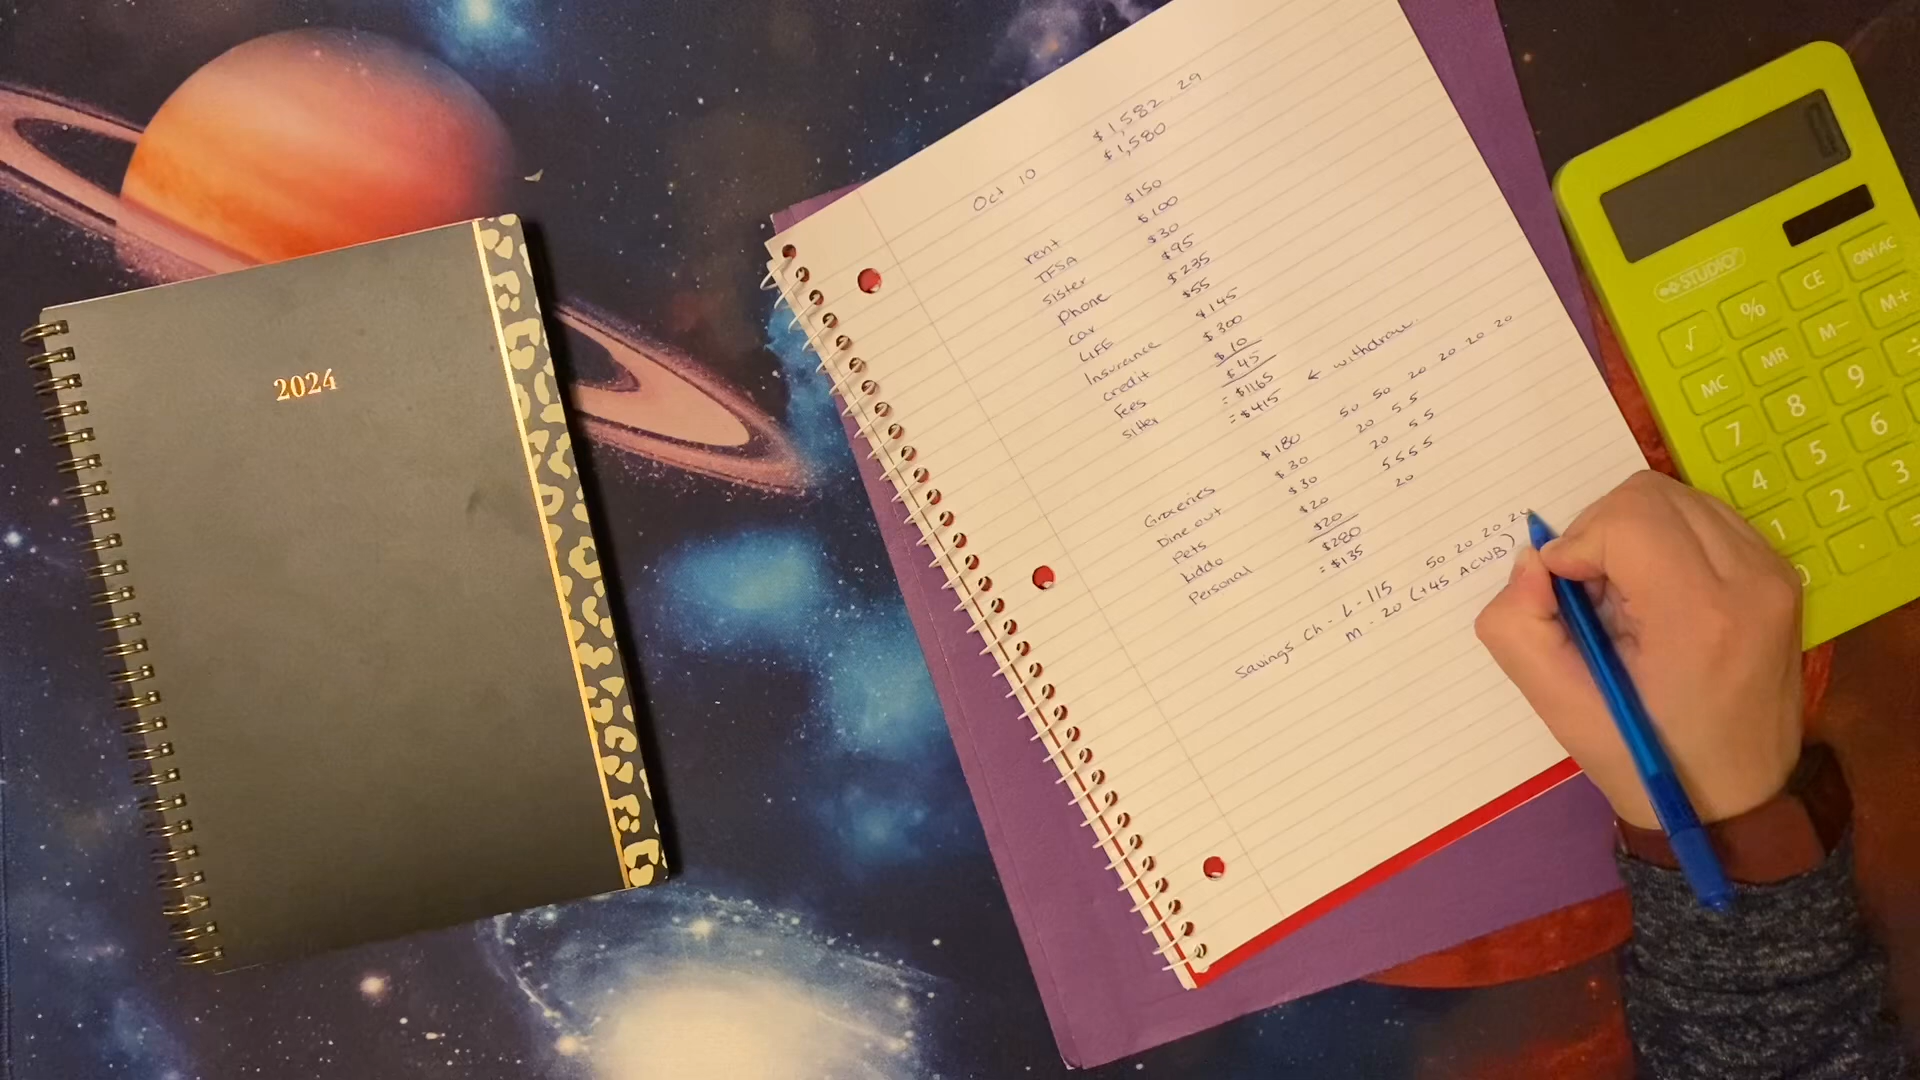 2024
Oct 10 $1,582.29
$1,580
rent $150
TFSA $100
sister $30
phone $95
car $235
LIFE $55
Insurance $145
credit $300
fees $10
sitter $45
= $1165
= $415 ← withdraw.
Groceries $180 50 50 20 20 20 20
Dine out $30 20 5 5
Pets $30 20 5 5
kiddo $20 5 5 5 5
Personal $20 20
$280
= $135
Savings Ch - L - 115 50 20 20
M - 20 (+45 ACWB)
STUDIO
√ % CE ON/AC
MC MR M− M+
7 8 9 ÷
4 5 6
1 2 3
0 . =